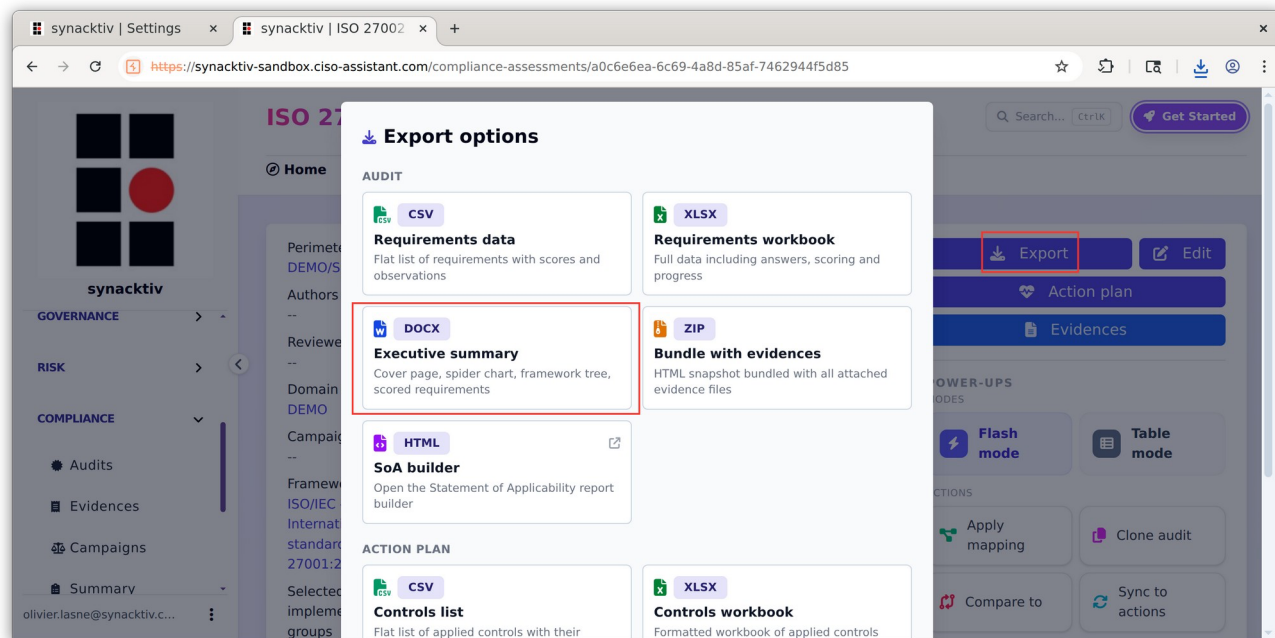 synacktiv | Settings
synacktiv | ISO 27002
https://synacktiv-sandbox.ciso-assistant.com/compliance-assessments/a0c6e6ea-6c69-4a8d-85af-7462944f5d85
synacktiv
GOVERNANCE
RISK
COMPLIANCE
Audits
Evidences
Campaigns
Summary
olivier.lasne@synacktiv.c...
ISO 27
Home
Search... CtrlK
Get Started
Perimete
DEMO/S
Authors
--
Reviewe
--
Domain
DEMO
Campaig
--
Framew
ISO/IEC
Internat
standard
27001:2
Selected
impleme
groups
Export options
AUDIT
CSV
Requirements data
Flat list of requirements with scores and
observations
XLSX
Requirements workbook
Full data including answers, scoring and
progress
DOCX
Executive summary
Cover page, spider chart, framework tree,
scored requirements
ZIP
Bundle with evidences
HTML snapshot bundled with all attached
evidence files
HTML
SoA builder
Open the Statement of Applicability report
builder
ACTION PLAN
CSV
Controls list
Flat list of applied controls with their
XLSX
Controls workbook
Formatted workbook of applied controls
Export
Edit
Action plan
Evidences
OWER-UPS
ODES
Flash
mode
Table
mode
CTIONS
Apply
mapping
Clone audit
Compare to
Sync to
actions